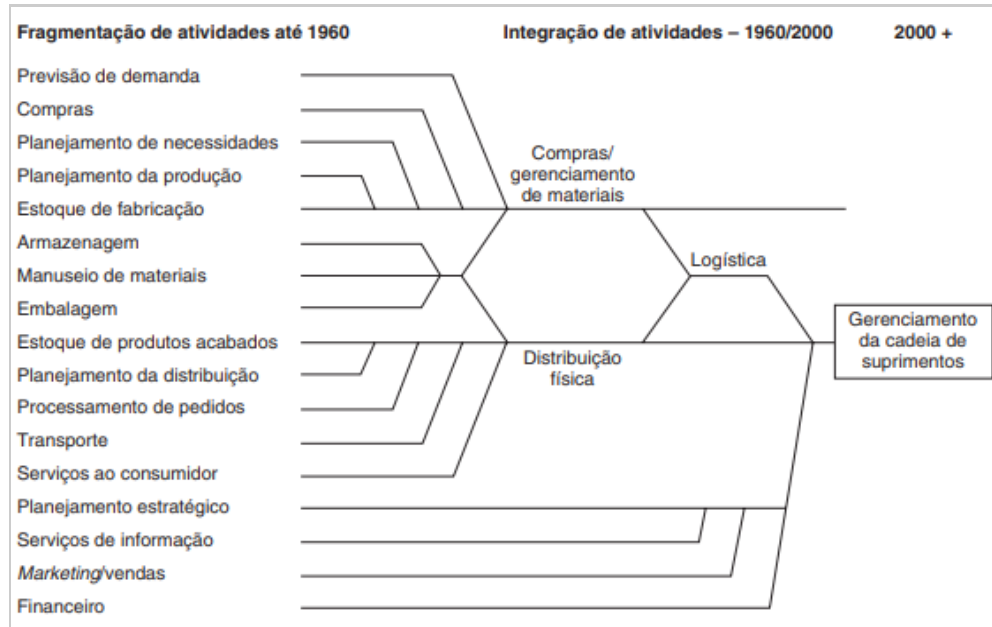 Fragmentação de atividades até 1960
Integração de atividades – 1960/2000
2000 +
Previsão de demanda
Compras
Planejamento de necessidades
Planejamento da produção
Estoque de fabricação
Armazenagem
Manuseio de materiais
Embalagem
Estoque de produtos acabados
Planejamento da distribuição
Processamento de pedidos
Transporte
Serviços ao consumidor
Planejamento estratégico
Serviços de informação
Marketing/vendas
Financeiro
Compras/
gerenciamento
de materiais
Distribuição
física
Logística
Gerenciamento
da cadeia de
suprimentos